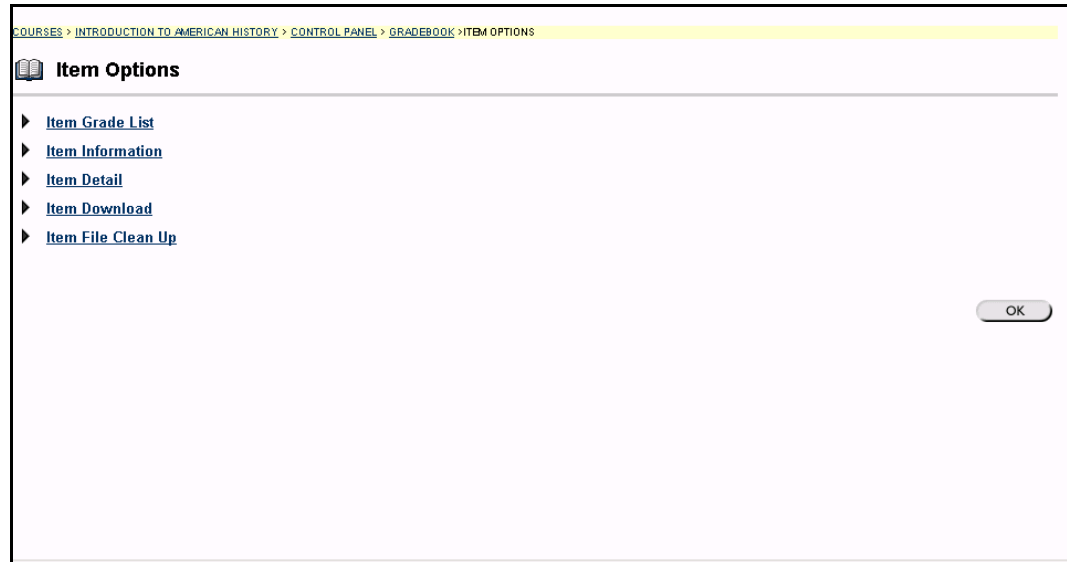 COURSES > INTRODUCTION TO AMERICAN HISTORY > CONTROL PANEL > GRADEBOOK >ITEM OPTIONS
Item Options
Item Grade List
Item Information
Item Detail
Item Download
Item File Clean Up
OK